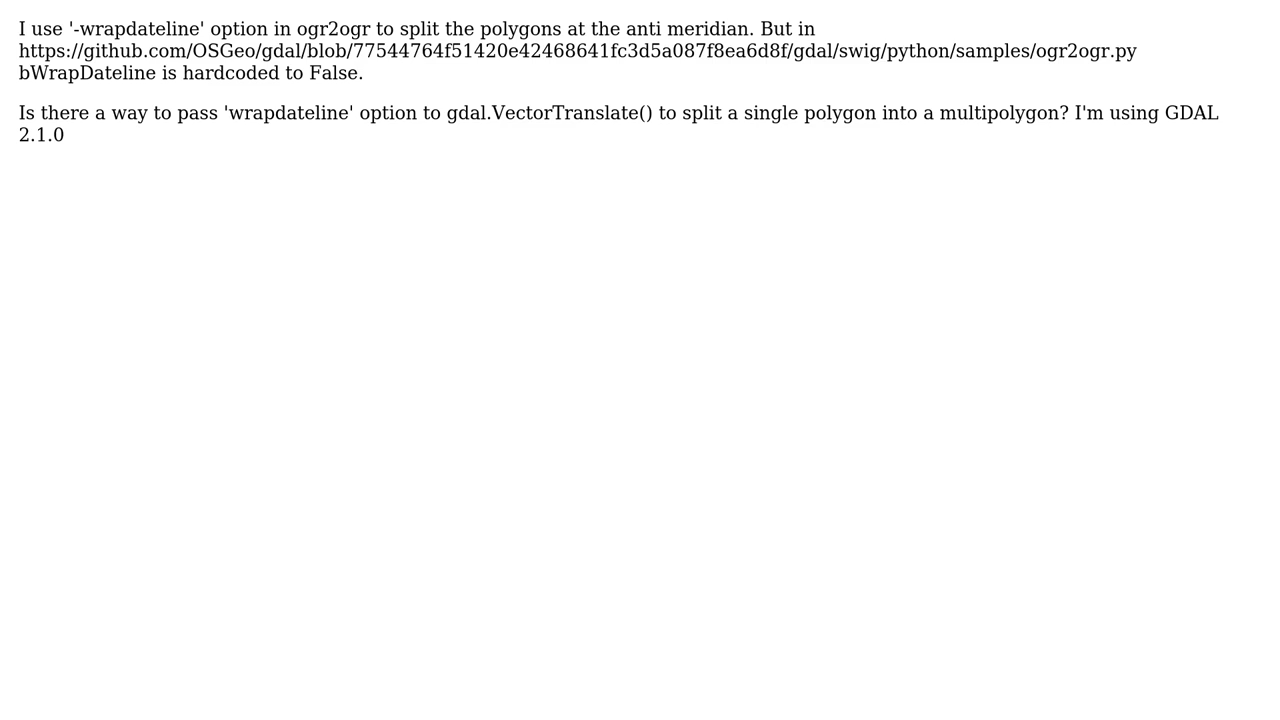 I use '-wrapdateline' option in ogr2ogr to split the polygons at the anti meridian. But in
https://github.com/OSGeo/gdal/blob/77544764f51420e42468641fc3d5a087f8ea6d8f/gdal/swig/python/samples/ogr2ogr.py
bWrapDateline is hardcoded to False.
Is there a way to pass 'wrapdateline' option to gdal.VectorTranslate() to split a single polygon into a multipolygon? I'm using GDAL
2.1.0